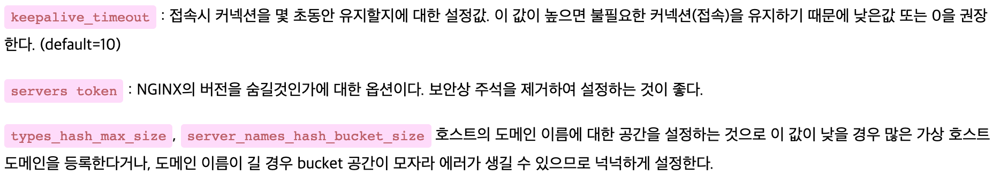 keepalive_timeout : 접속시 커넥션을 몇 초동안 유지할지에 대한 설정값. 이 값이 높으면 불필요한 커넥션(접속)을 유지하기 때문에 낮은값 또는 0을 권장
한다. (default=10)
servers token : NGINX의 버전을 숨길것인가에 대한 옵션이다. 보안상 주석을 제거하여 설정하는 것이 좋다.
types_hash_max_size, server_names_hash_bucket_size 호스트의 도메인 이름에 대한 공간을 설정하는 것으로 이 값이 낮을 경우 많은 가상 호스트
도메인을 등록한다거나, 도메인 이름이 길 경우 bucket 공간이 모자라 에러가 생길 수 있으므로 넉넉하게 설정한다.